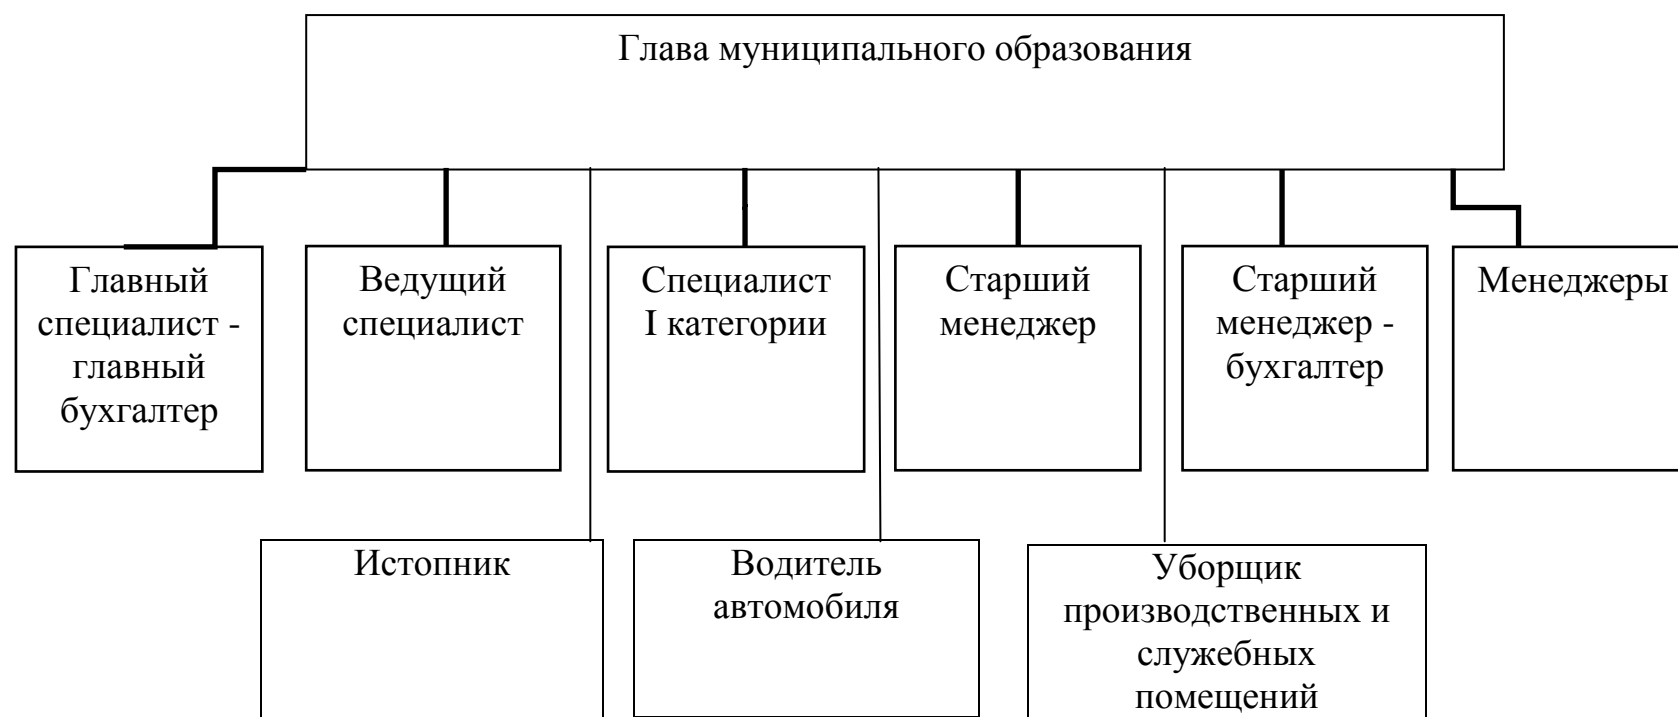 Глава муниципального образования
Главный
специалист -
главный
бухгалтер
Ведущий
специалист
Специалист
I категории
Старший
менеджер
Старший
менеджер -
бухгалтер
Менеджеры
Истопник
Водитель
автомобиля
Уборщик
производственных и
служебных
помещений